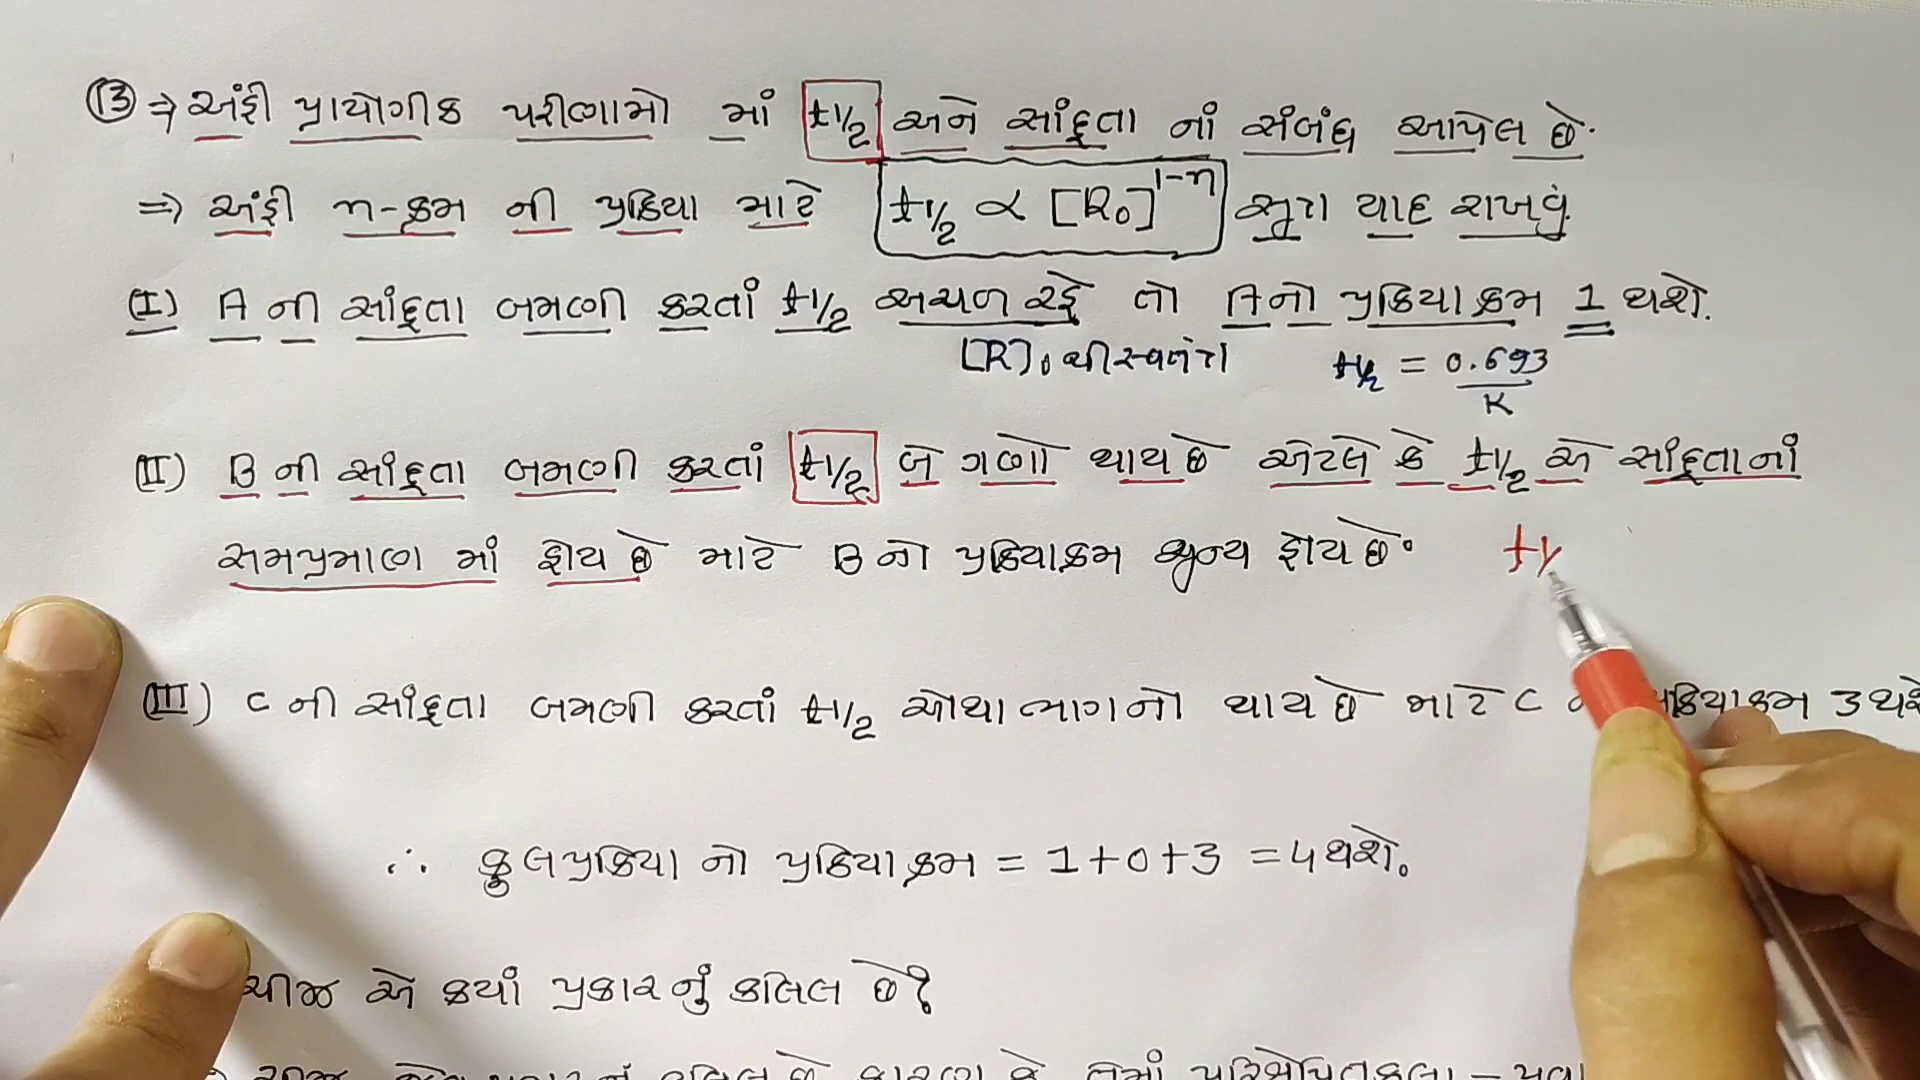 ⑬ ⇒ અંહી પ્રાયોગીક પરીણામો માં t1/2 અને સાંદ્રતા નાં સંબંધ આપેલ છે.
⇒ અંહી n-ક્રમ ની પ્રક્રિયા માટે t1/2 ∝ [R₀]^1-n સૂત્ર યાદ રાખવું.
(I) A ની સાંદ્રતા બમણી કરતાં t1/2 અચળ રહે તો A નો પ્રક્રિયાક્રમ 1 થશે.
[R]₀ થી સ્વતંત્ર t1/2 = 0.693/K
(II) B ની સાંદ્રતા બમણી કરતાં t1/2 બે ગણો થાય છે એટલે કે t1/2 એ સાંદ્રતાનાં
સમપ્રમાણ માં હોય છે માટે B નો પ્રક્રિયાક્રમ શૂન્ય હોય છે. t1/
(III) C ની સાંદ્રતા બમણી કરતાં t1/2 ચોથા ભાગનો થાય છે માટે C 3 થશે
∴ કુલ પ્રક્રિયા નો પ્રક્રિયાક્રમ = 1+0+3 = 4 થશે.
ચીઝ એ કયાં પ્રકારનું કલિલ છે?